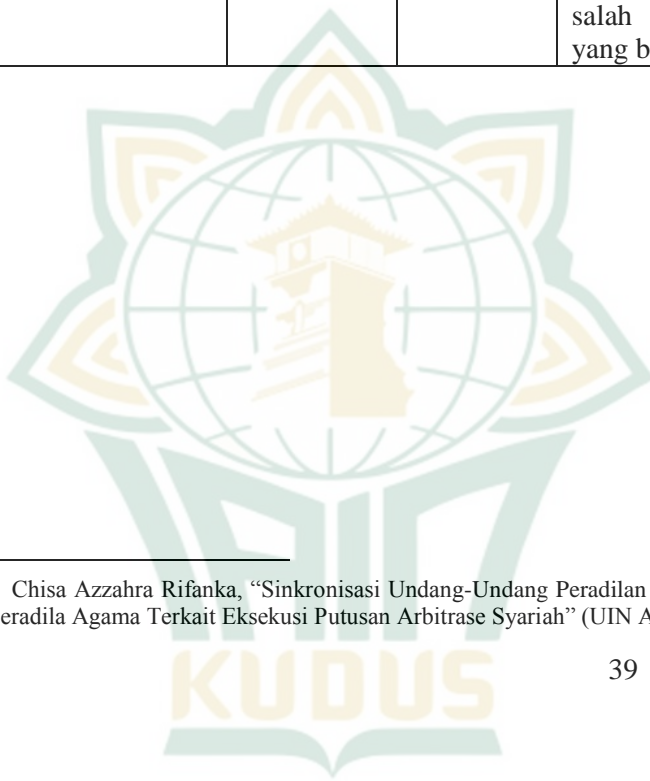 salah
yang b
IAIN
KUDUS
Chisa Azzahra Rifanka, “Sinkronisasi Undang-Undang Peradilan
eradila Agama Terkait Eksekusi Putusan Arbitrase Syariah” (UIN A
39